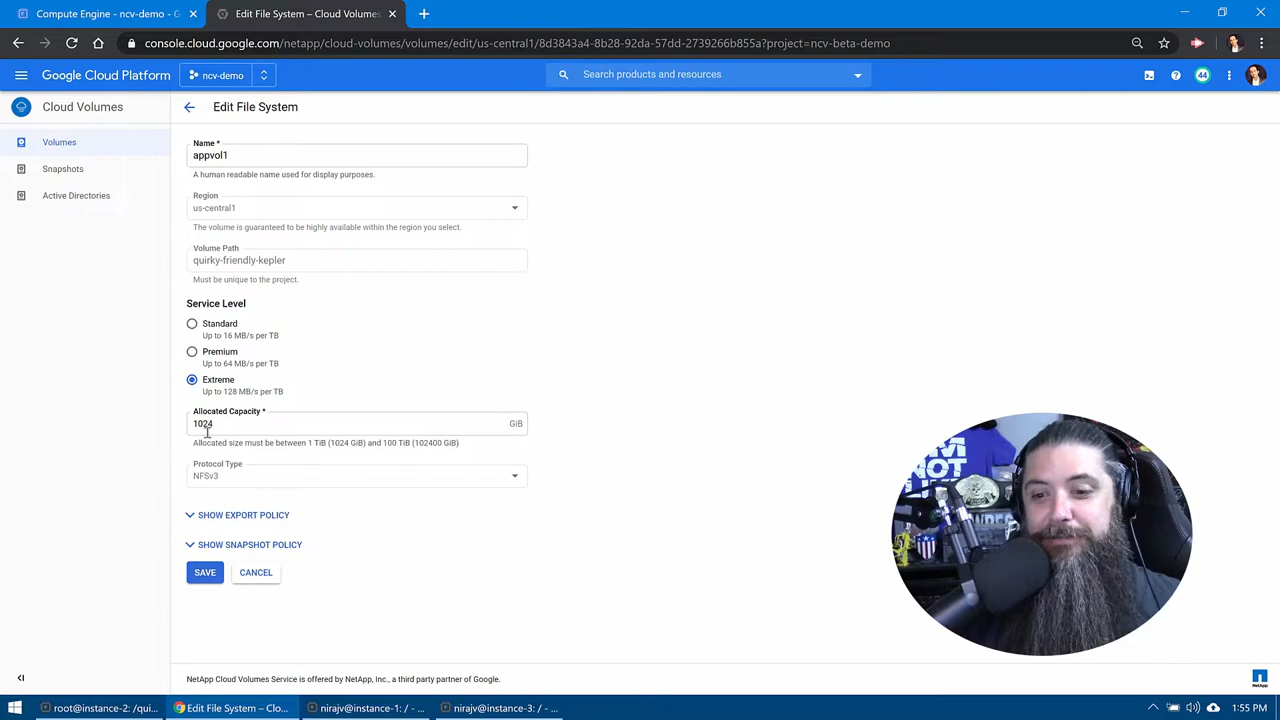 Compute Engine - ncv-demo - G
Edit File System – Cloud Volumes
console.cloud.google.com/netapp/cloud-volumes/volumes/edit/us-central1/8d3843a4-8b28-92da-57dd-2739266b855a?project=ncv-beta-demo
Google Cloud Platform
ncv-demo
Search products and resources
44
Cloud Volumes
Edit File System
Volumes
Snapshots
Active Directories
Name *
appvol1
A human readable name used for display purposes.
Region
us-central1
The volume is guaranteed to be highly available within the region you select.
Volume Path
quirky-friendly-kepler
Must be unique to the project.
Service Level
Standard
Up to 16 MB/s per TB
Premium
Up to 64 MB/s per TB
Extreme
Up to 128 MB/s per TB
Allocated Capacity *
1024
GiB
Allocated size must be between 1 TiB (1024 GiB) and 100 TiB (102400 GiB)
Protocol Type
NFSv3
SHOW EXPORT POLICY
SHOW SNAPSHOT POLICY
SAVE
CANCEL
NetApp Cloud Volumes Service is offered by NetApp, Inc., a third party partner of Google.
NetApp
root@instance-2: /qui...
Edit File System – Clo...
nirajv@instance-1: / - ...
nirajv@instance-3: / - ...
1:55 PM